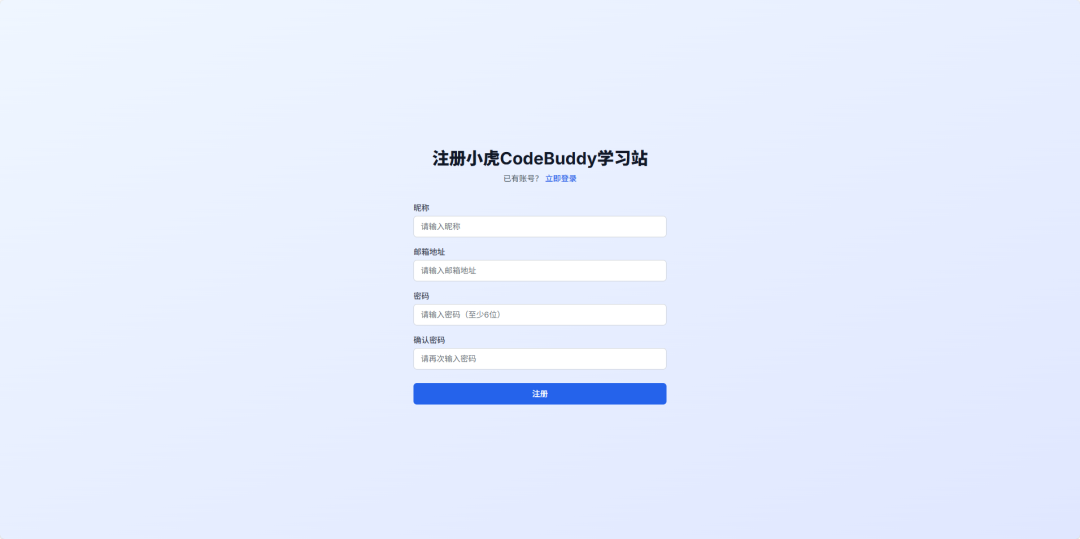 注册小虎CodeBuddy学习站
已有账号? 立即登录
昵称
请输入昵称
邮箱地址
请输入邮箱地址
密码
请输入密码（至少6位）
确认密码
请再次输入密码
注册